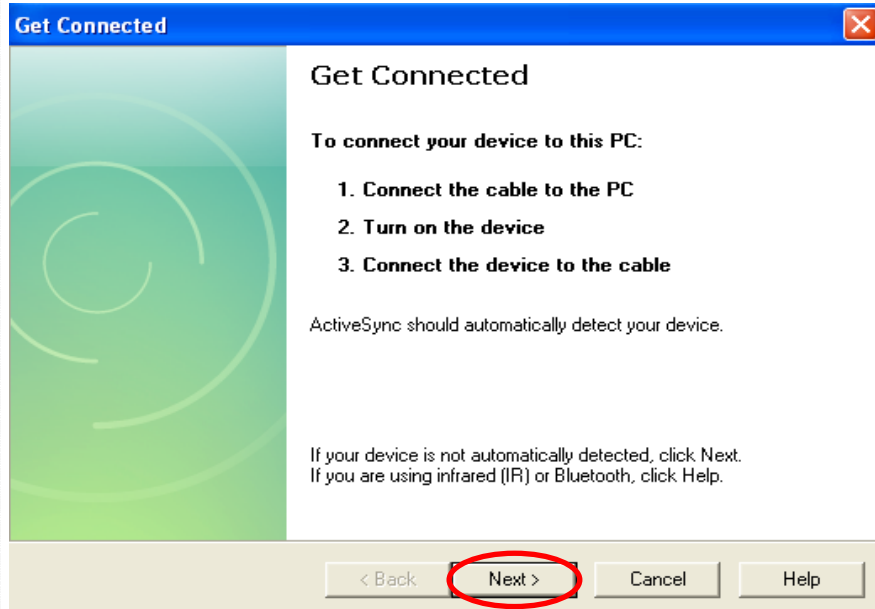 Get Connected
Get Connected
To connect your device to this PC:
1. Connect the cable to the PC
2. Turn on the device
3. Connect the device to the cable
ActiveSync should automatically detect your device.
If your device is not automatically detected, click Next.
If you are using infrared (IR) or Bluetooth, click Help.
< Back Next > Cancel Help